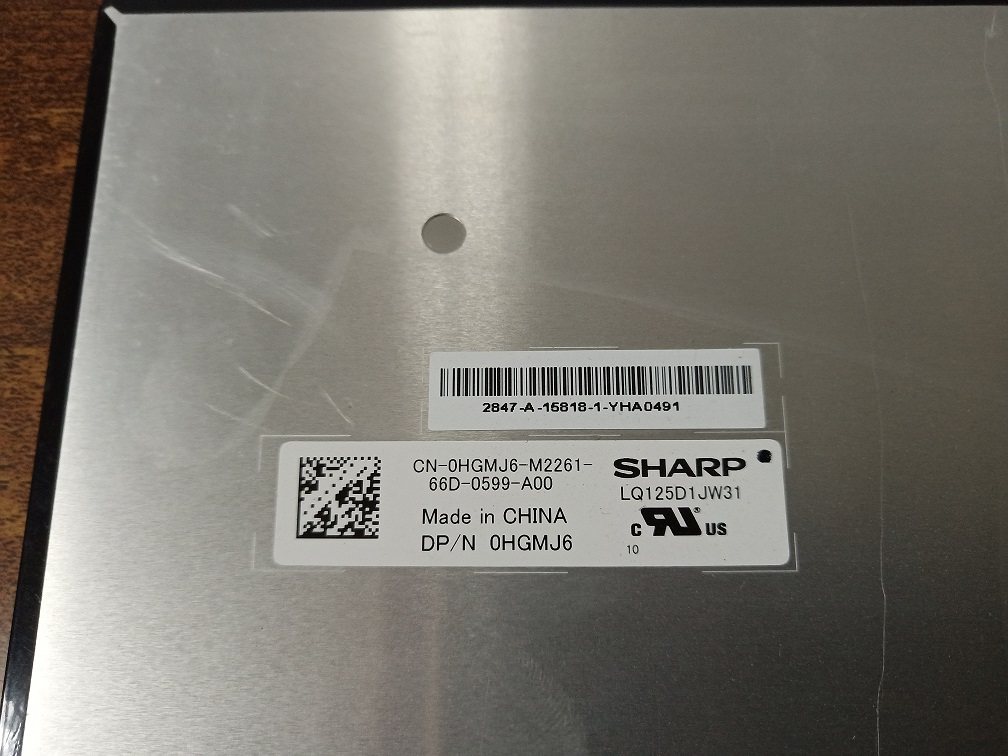 2847-A-15818-1-YHA0491
CN-0HGMJ6-M2261-
66D-0599-A00
Made in CHINA
DP/N 0HGMJ6
SHARP
LQ125D1JW31
C RU® US
10